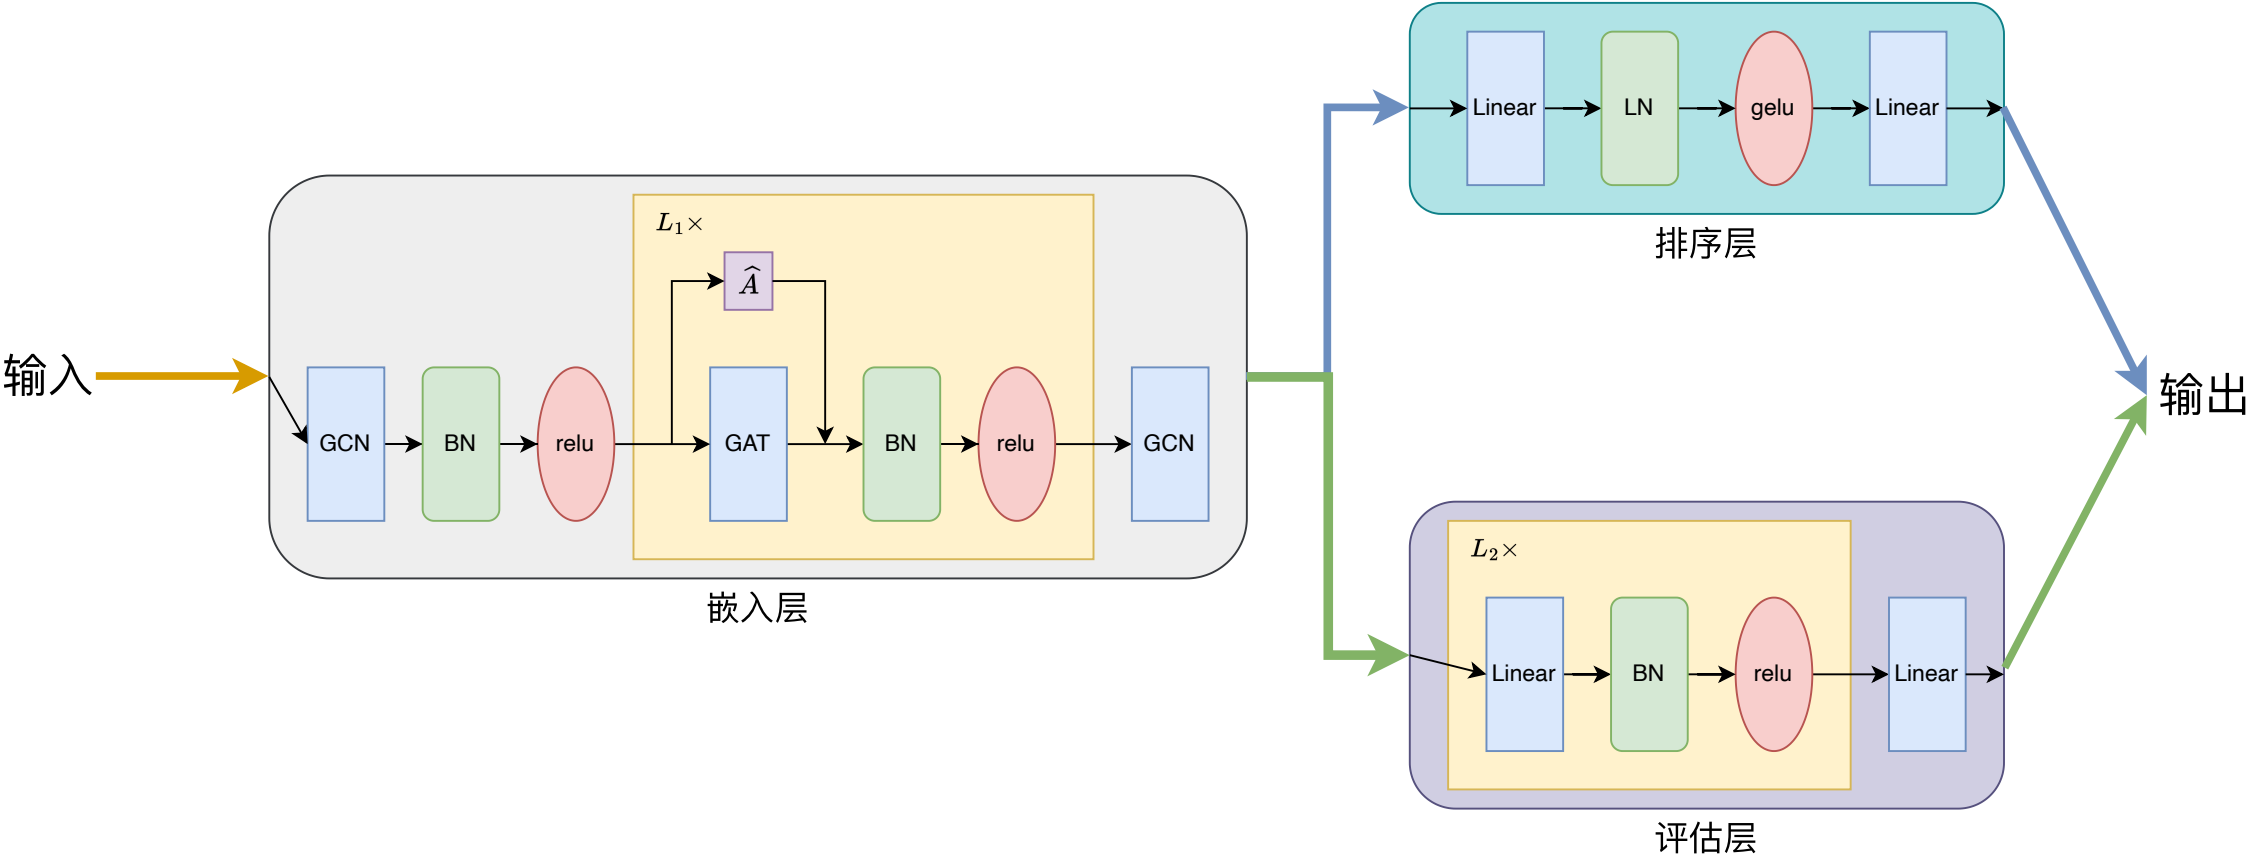 输入
GCN
BN
relu
L₁×
Â
GAT
BN
relu
GCN
嵌入层
Linear
LN
gelu
Linear
排序层
L₂×
Linear
BN
relu
Linear
评估层
输出